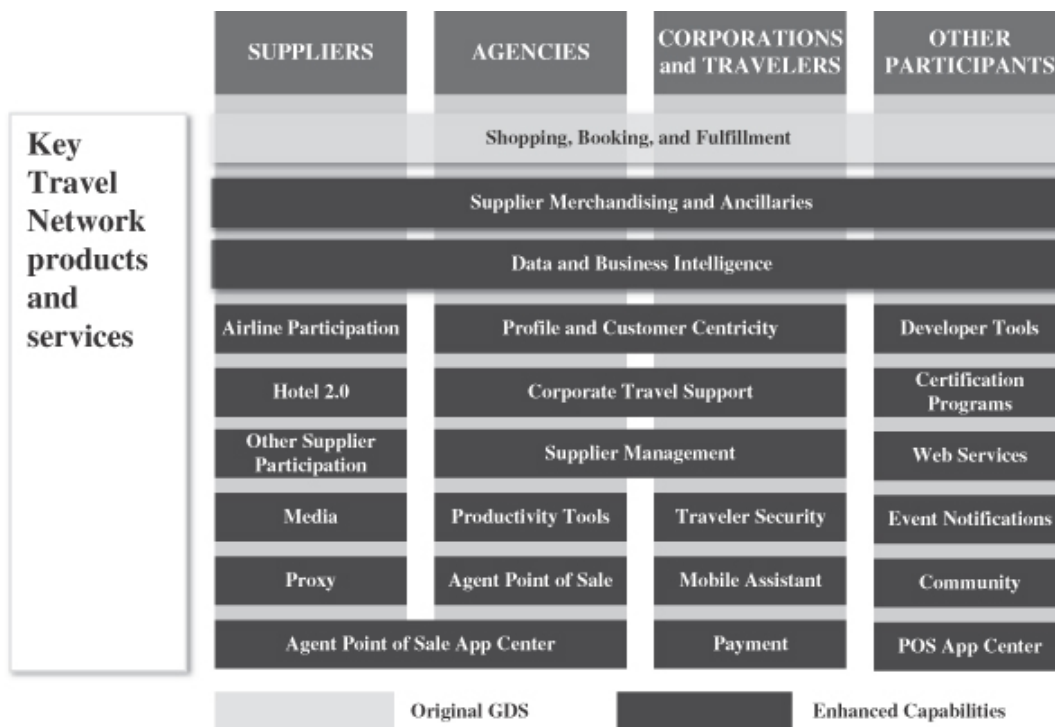 SUPPLIERS
AGENCIES
CORPORATIONS
and TRAVELERS
OTHER
PARTICIPANTS
Key
Travel
Network
products
and
services
Shopping, Booking, and Fulfillment
Supplier Merchandising and Ancillaries
Data and Business Intelligence
Airline Participation
Profile and Customer Centricity
Developer Tools
Hotel 2.0
Corporate Travel Support
Certification
Programs
Other Supplier
Participation
Supplier Management
Web Services
Media
Productivity Tools
Traveler Security
Event Notifications
Proxy
Agent Point of Sale
Mobile Assistant
Community
Agent Point of Sale App Center
Payment
POS App Center
Original GDS
Enhanced Capabilities